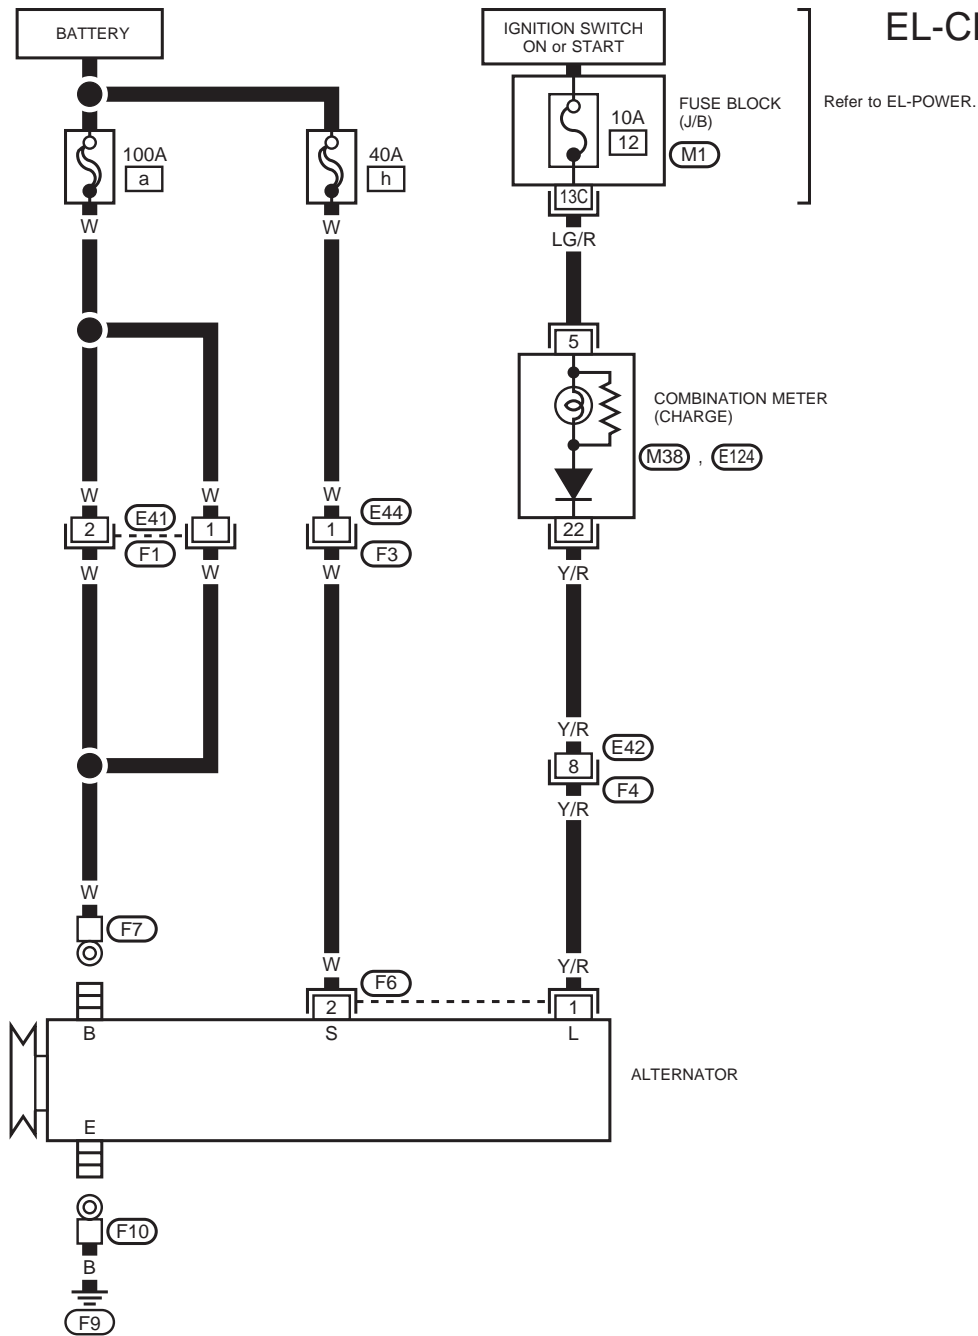 BATTERY
IGNITION SWITCH
ON or START
Refer to EL-POWER.
100A
a
40A
h
10A
12
FUSE BLOCK
(J/B)
M1
13C
W
W
LG/R
5
COMBINATION METER
(CHARGE)
M38 , E124
22
W
W
W
2
E41
1
F1
1
E44
F3
W
W
W
Y/R
Y/R
8
E42
F4
Y/R
W
F7
W
F6
Y/R
2
1
B
S
L
ALTERNATOR
E
F10
B
F9